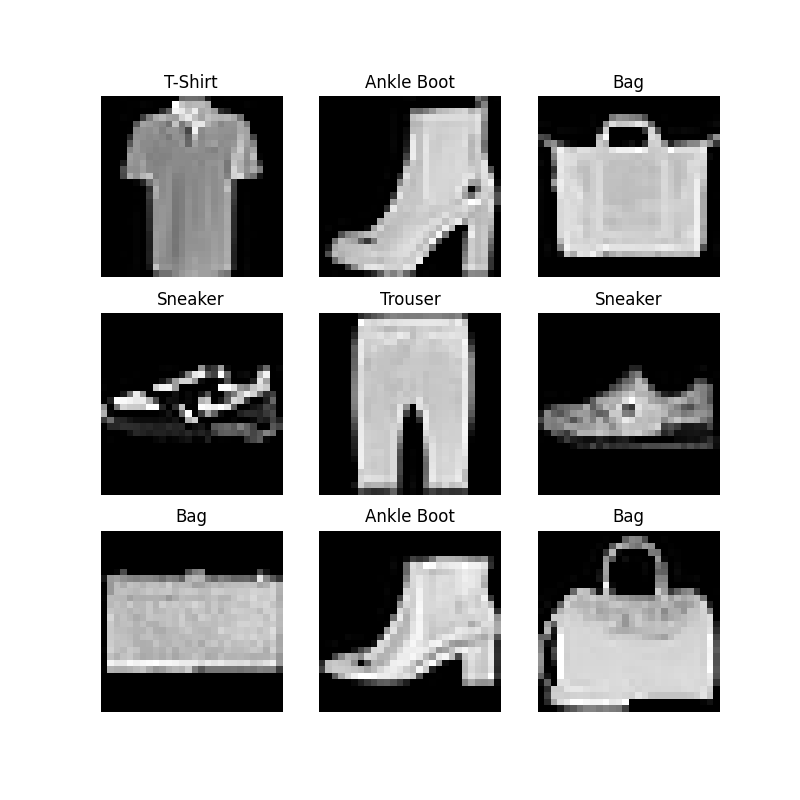 T-Shirt
Ankle Boot
Bag
Sneaker
Trouser
Sneaker
Bag
Ankle Boot
Bag